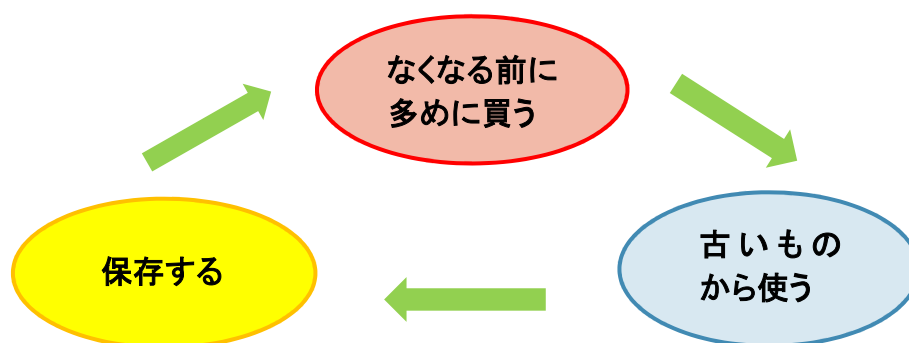 なくなる前に
多めに買う
古いもの
から使う
保存する